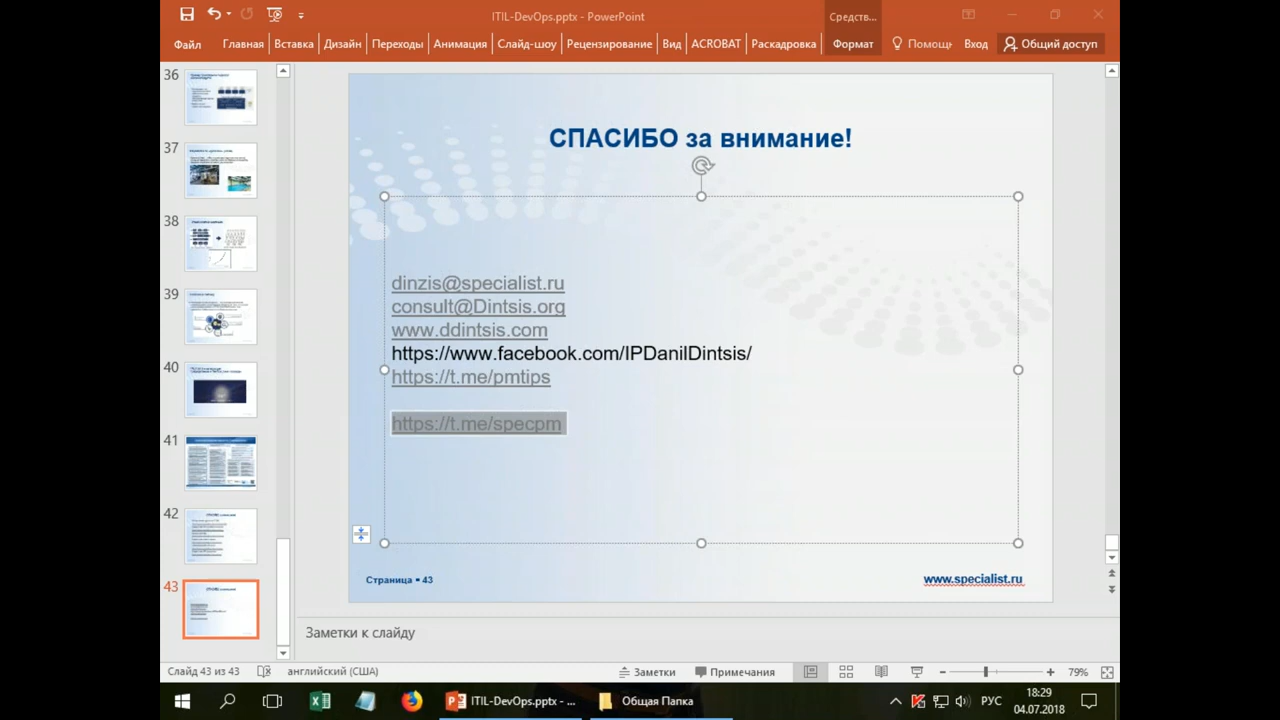 ITIL-DevOps.pptx - PowerPoint
Средств...
Файл Главная Вставка Дизайн Переходы Анимация Слайд-шоу Рецензирование Вид ACROBAT Раскадровка Формат Помощь Вход Общий доступ
36
37
38
39
40
41
42
43
СПАСИБО за внимание!
dinzis@specialist.ru
consult@Dintsis.org
www.ddintsis.com
https://www.facebook.com/IPDanilDintsis/
https://t.me/pmtips
https://t.me/specpm
Страница ▪ 43
www.specialist.ru
Заметки к слайду
Слайд 43 из 43 английский (США) Заметки Примечания 79%
ITIL-DevOps.pptx - ... Общая Папка РУС 18:29
04.07.2018